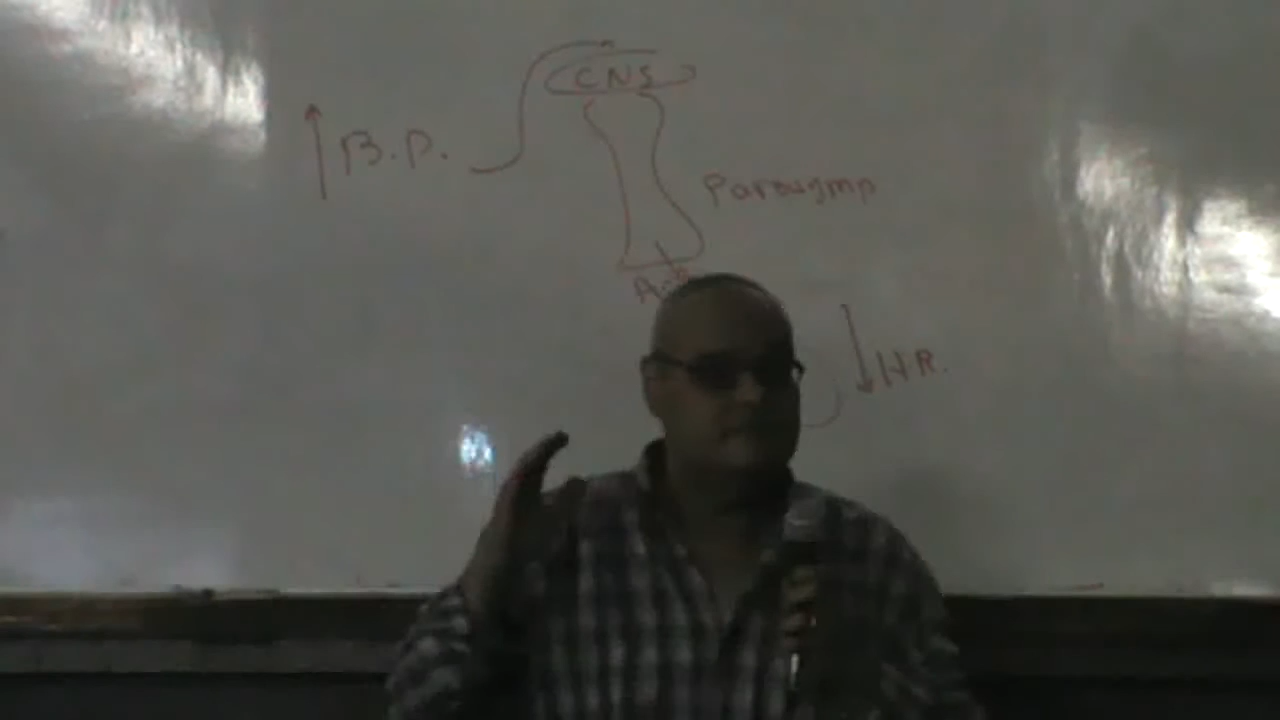 CNS
↑ B.P.
Parasymp
↓ HR.